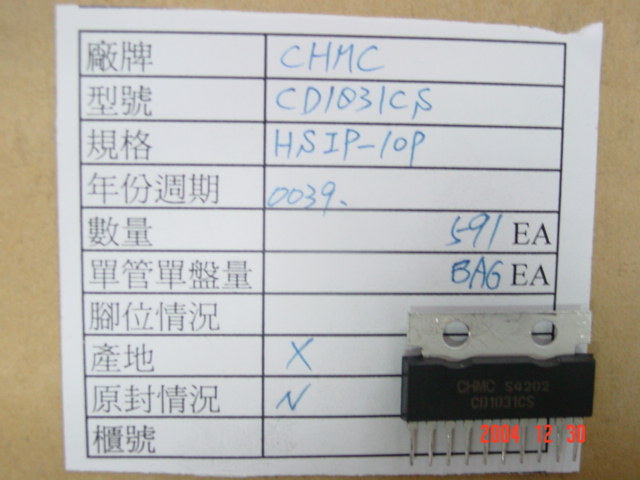 廠牌 CHMC
型號 CD1031CS
規格 HSIP-10P
年份週期 0039.
數量 591 EA
單管單盤量 BAG EA
腳位情況
產地 X
原封情況 N
櫃號
CHMC S4202
CD1031CS
2004 12 30